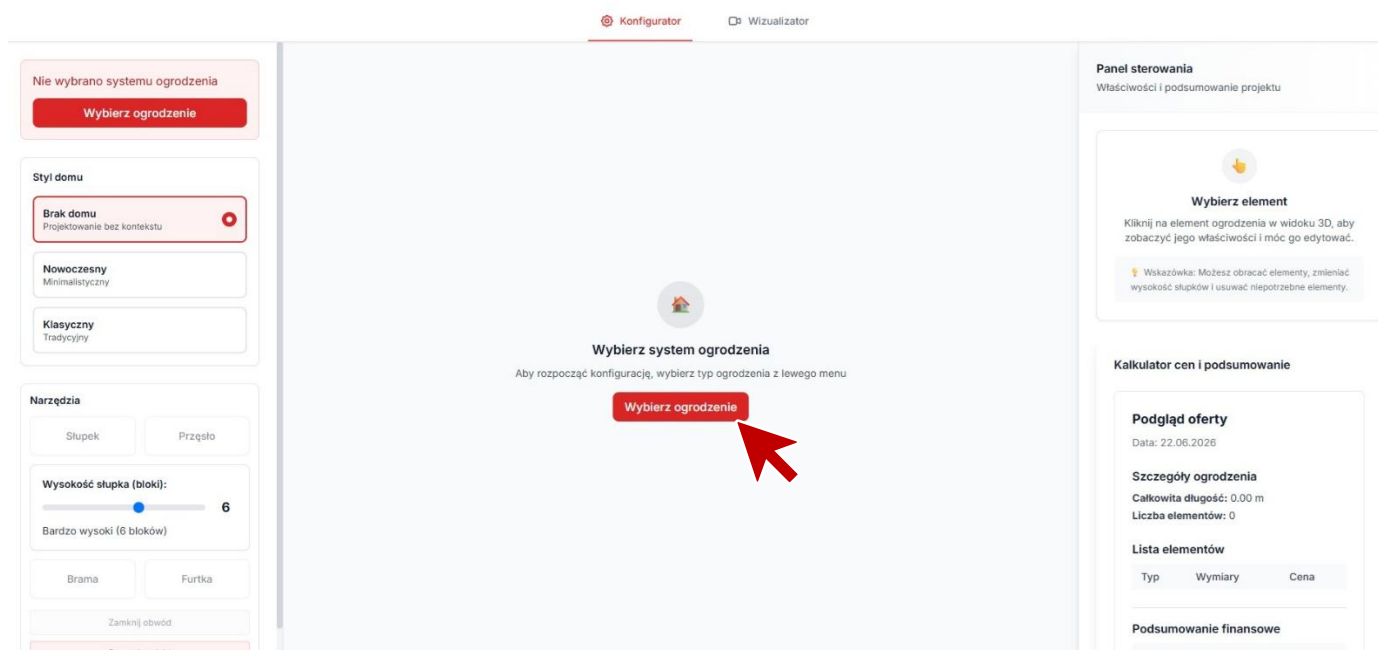 Konfigurator
Wizualizator
Nie wybrano systemu ogrodzenia
Wybierz ogrodzenie
Styl domu
Brak domu
Projektowanie bez kontekstu
Nowoczesny
Minimalistyczny
Klasyczny
Tradycyjny
Narzędzia
Słupek
Przęsło
Wysokość słupka (bloki):
6
Bardzo wysoki (6 bloków)
Brama
Furtka
Zamknij obwód
Wybierz system ogrodzenia
Aby rozpocząć konfigurację, wybierz typ ogrodzenia z lewego menu
Wybierz ogrodzenie
Panel sterowania
Właściwości i podsumowanie projektu
Wybierz element
Kliknij na element ogrodzenia w widoku 3D, aby
zobaczyć jego właściwości i móc go edytować.
Wskazówka: Możesz obracać elementy, zmieniać
wysokość słupków i usuwać niepotrzebne elementy.
Kalkulator cen i podsumowanie
Podgląd oferty
Data: 22.06.2026
Szczegóły ogrodzenia
Całkowita długość: 0.00 m
Liczba elementów: 0
Lista elementów
Typ Wymiary Cena
Podsumowanie finansowe